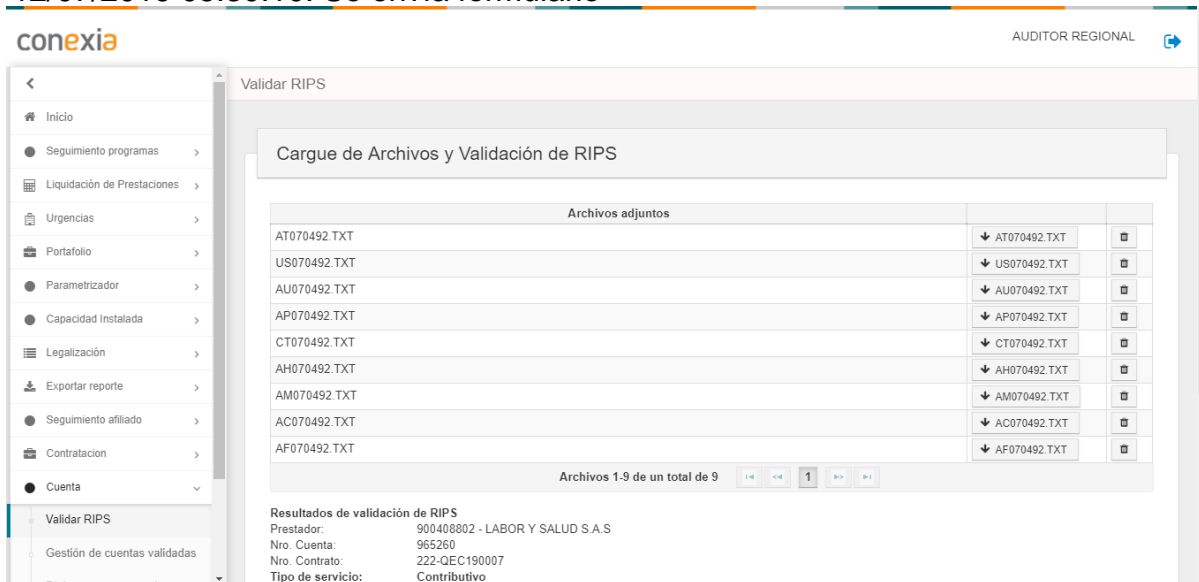 conexia
AUDITOR REGIONAL
Validar RIPS
Inicio
Seguimiento programas
Liquidación de Prestaciones
Urgencias
Portafolio
Parametrizador
Capacidad Instalada
Legalización
Exportar reporte
Seguimiento afiliado
Contratacion
Cuenta
Validar RIPS
Gestión de cuentas validadas
Cargue de Archivos y Validación de RIPS
Archivos adjuntos
AT070492.TXT AT070492.TXT
US070492.TXT US070492.TXT
AU070492.TXT AU070492.TXT
AP070492.TXT AP070492.TXT
CT070492.TXT CT070492.TXT
AH070492.TXT AH070492.TXT
AM070492.TXT AM070492.TXT
AC070492.TXT AC070492.TXT
AF070492.TXT AF070492.TXT
Archivos 1-9 de un total de 9 1
Resultados de validación de RIPS
Prestador: 900408802 - LABOR Y SALUD S.A.S
Nro. Cuenta: 965260
Nro. Contrato: 222-QEC190007
Tipo de servicio: Contributivo